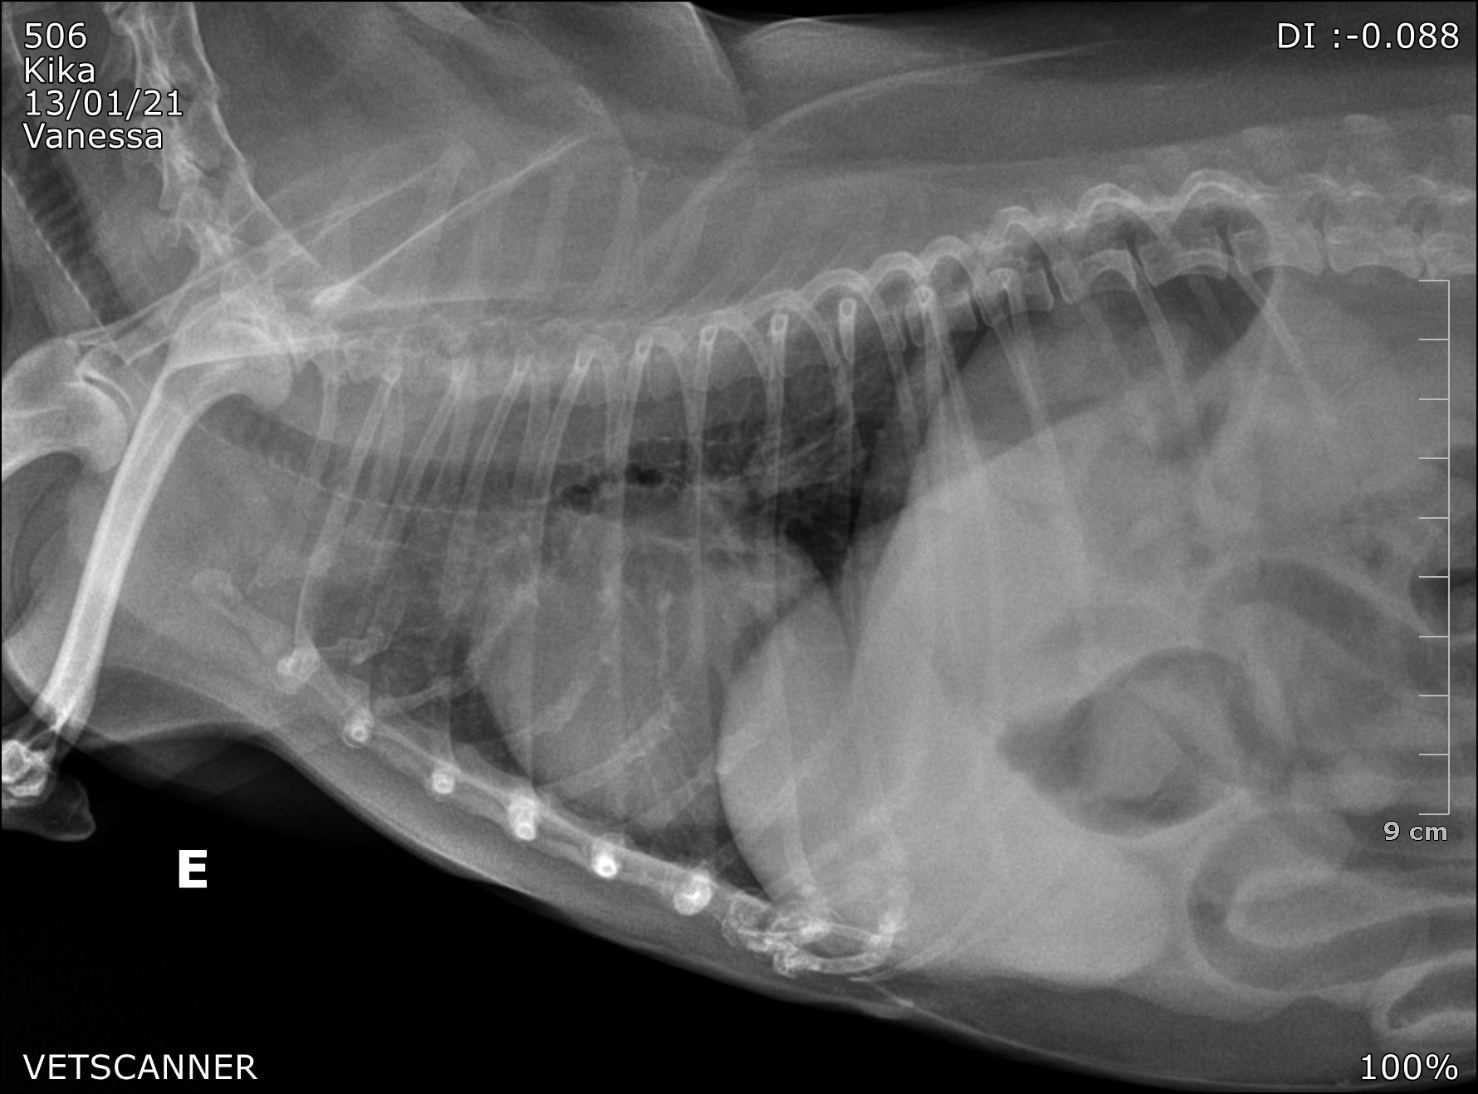 506
Kika
13/01/21
Vanessa
DI :-0.088
9 cm
E
VETSCANNER
100%